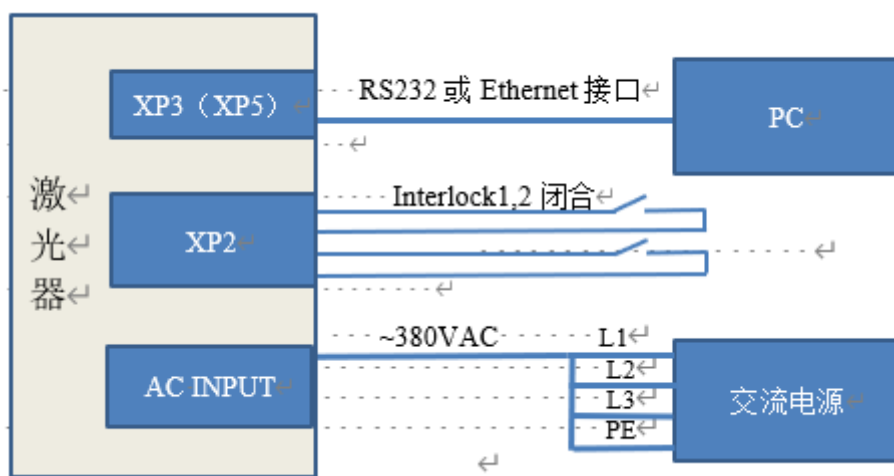 XP3（XP5）
RS232 或 Ethernet 接口
PC
激光器
Interlock1,2 闭合
XP2
~380VAC
L1
L2
L3
PE
AC INPUT
交流电源